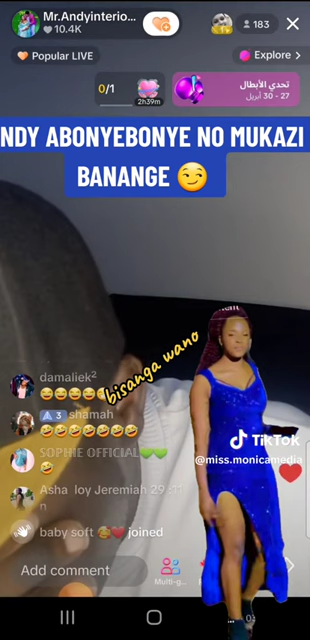 Mr.Andyinterio...
10.4K
183
Popular LIVE
Explore >
0/1
2h39m
تحدي الأبطال
27 - 30 أبريل
NDY ABONYEBONYE NO MUKAZI
BANANGE 😏
bisanga wano
damaliek²
😂😂😂😂
3 shamah
🤣🤣🤣🤣🤣🤣🤣
SOPHIE OFFICIAL💚💚
🤣
Asha loy Jeremiah 29 :11
n
baby soft 🥰❤️ joined
TikTok
@miss.monicamedia
Add comment
Multi-g...